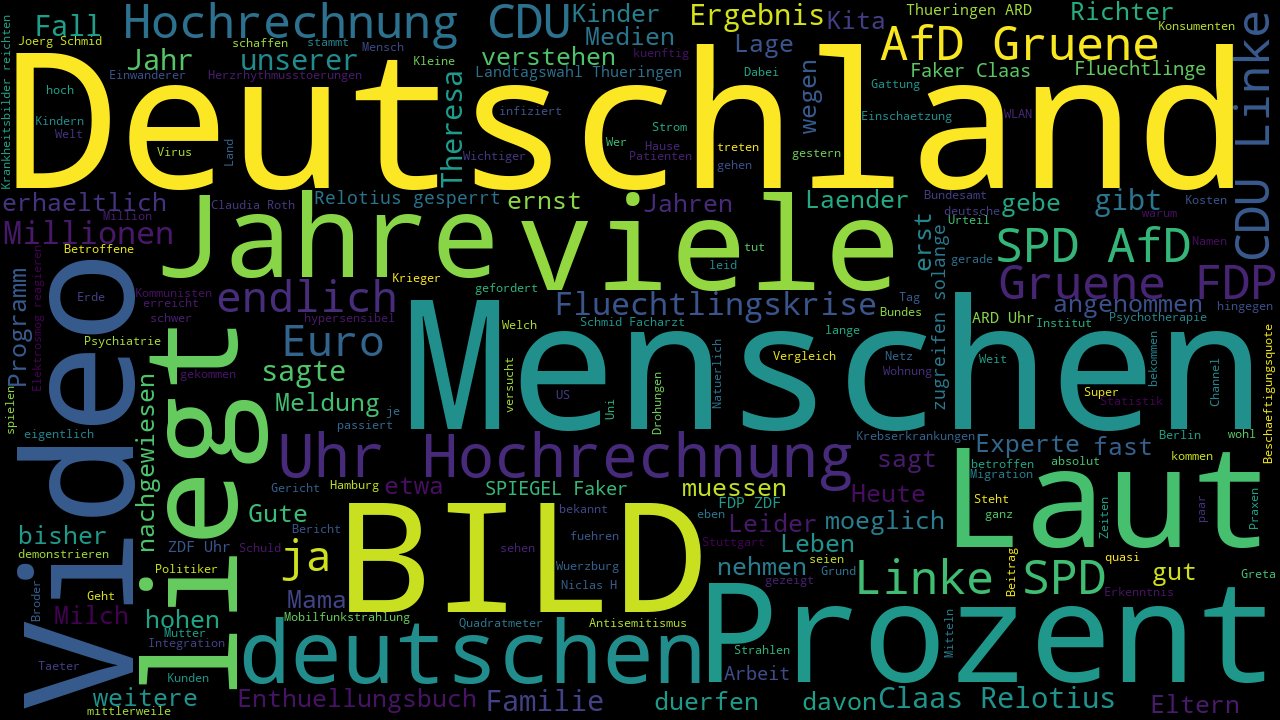 Fall
Hochrechnung
CDU
Kinder
Ergebnis
Kita
Thueringen ARD
Richter
Konsumenten
Joerg Schmid
schaffen
stammt
Mensch
Medien
kuenftig
Lage
AfD Gruene
Jahr
unserer
Kleine
verstehen
Dabei
Faker Claas
Fluechtlinge
Einwanderer
Herzrhythmusstoerungen
Landtagswahl Thueringen
Gattung
Deutschland
Krankheitsbilder reichten
hoch
Kindern
Welt
Virus
Land
Theresa
infiziert
Wichtiger
Strom
Wer
Hause
Patienten
treten
gehen
gestern
wegen
Einschaetzung
WLAN
CDU Linke
erhaeltlich
Million
Claudia Roth
Relotius gesperrt
ernst
Jahren
Laender
Bundesamt
deutsche
gebe
gibt
warum
Kosten
Millionen
Jahre
viele
Urteil
erst
SPD AfD
Namen
Betroffene
Krieger
tut
leid
gerade
Programm
Elektrosmog reagieren
Erde
Kommunisten
erreicht
schwer
endlich
gefordert
hypersensibel
Fluechtlingskrise
Tag
Bundes
zugreifen solange
Gruene FDP
angenommen
hingegen
Psychiatrie
Euro
Welch
Schmid Facharzt
lange
ARD Uhr
Institut
Psychotherapie
Video
liegt
gekommen
sagte
Menschen
Vergleich
Netz
Wohnung
Weit
bekommen
Channel
Beschaeftigungsquote
spielen
nachgewiesen
Meldung
je
passiert
versucht
US
Uni
Drohungen
Natuerlich
Super
Statistik
eigentlich
Uhr Hochrechnung
Krebserkrankungen
Experte
fast
Berlin
wohl
Gericht
Hamburg
etwa
SPIEGEL Faker
muessen
sagt
Heute
betroffen
Migration
absolut
kommen
bisher
Gute
BILD
bekannt
FDP ZDF
eben
Leider
moeglich
Steht
ganz
Laut
Zeiten
paar
Praxen
demonstrieren
ZDF Uhr
Schuld
Bericht
ja
sehen
fuehren
Stuttgart
Leben
Politiker
Wuerzburg
nehmen
seien
Grund
gezeigt
Linke SPD
Beitrag
quasi
gut
Greta
Erkenntnis
Broder
Geht
Milch
hohen
Mama
Niclas H
Prozent
Mobilfunkstrahlung
Quadratmeter
Antisemitismus
Mutter
Integration
deutschen
Strahlen
Mitteln
Taeter
Kunden
Arbeit
weitere
mittlerweile
Enthuellungsbuch
Familie
duerfen
davon
Claas Relotius
Eltern